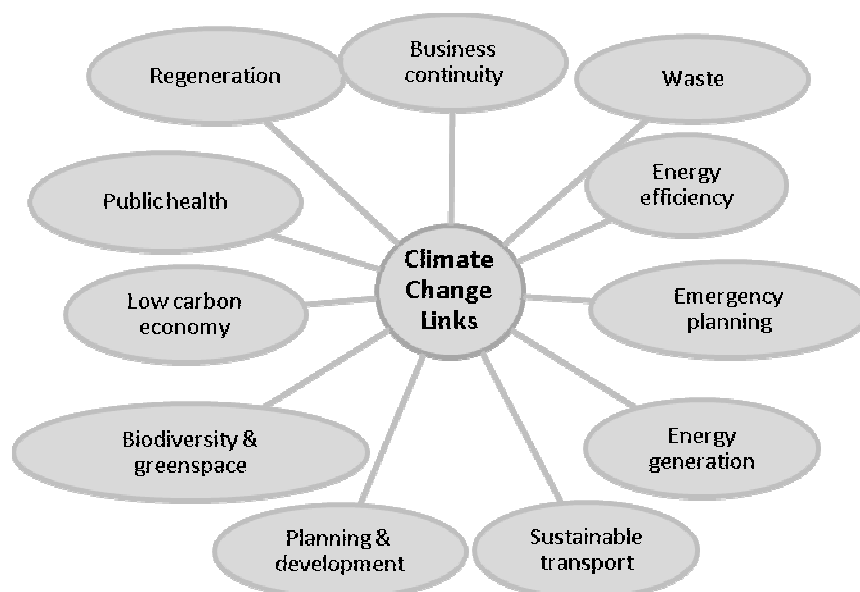 Business
continuity
Regeneration
Waste
Energy
efficiency
Public health
Climate
Change
Links
Low carbon
economy
Emergency
planning
Biodiversity &
greenspace
Energy
generation
Planning &
development
Sustainable
transport